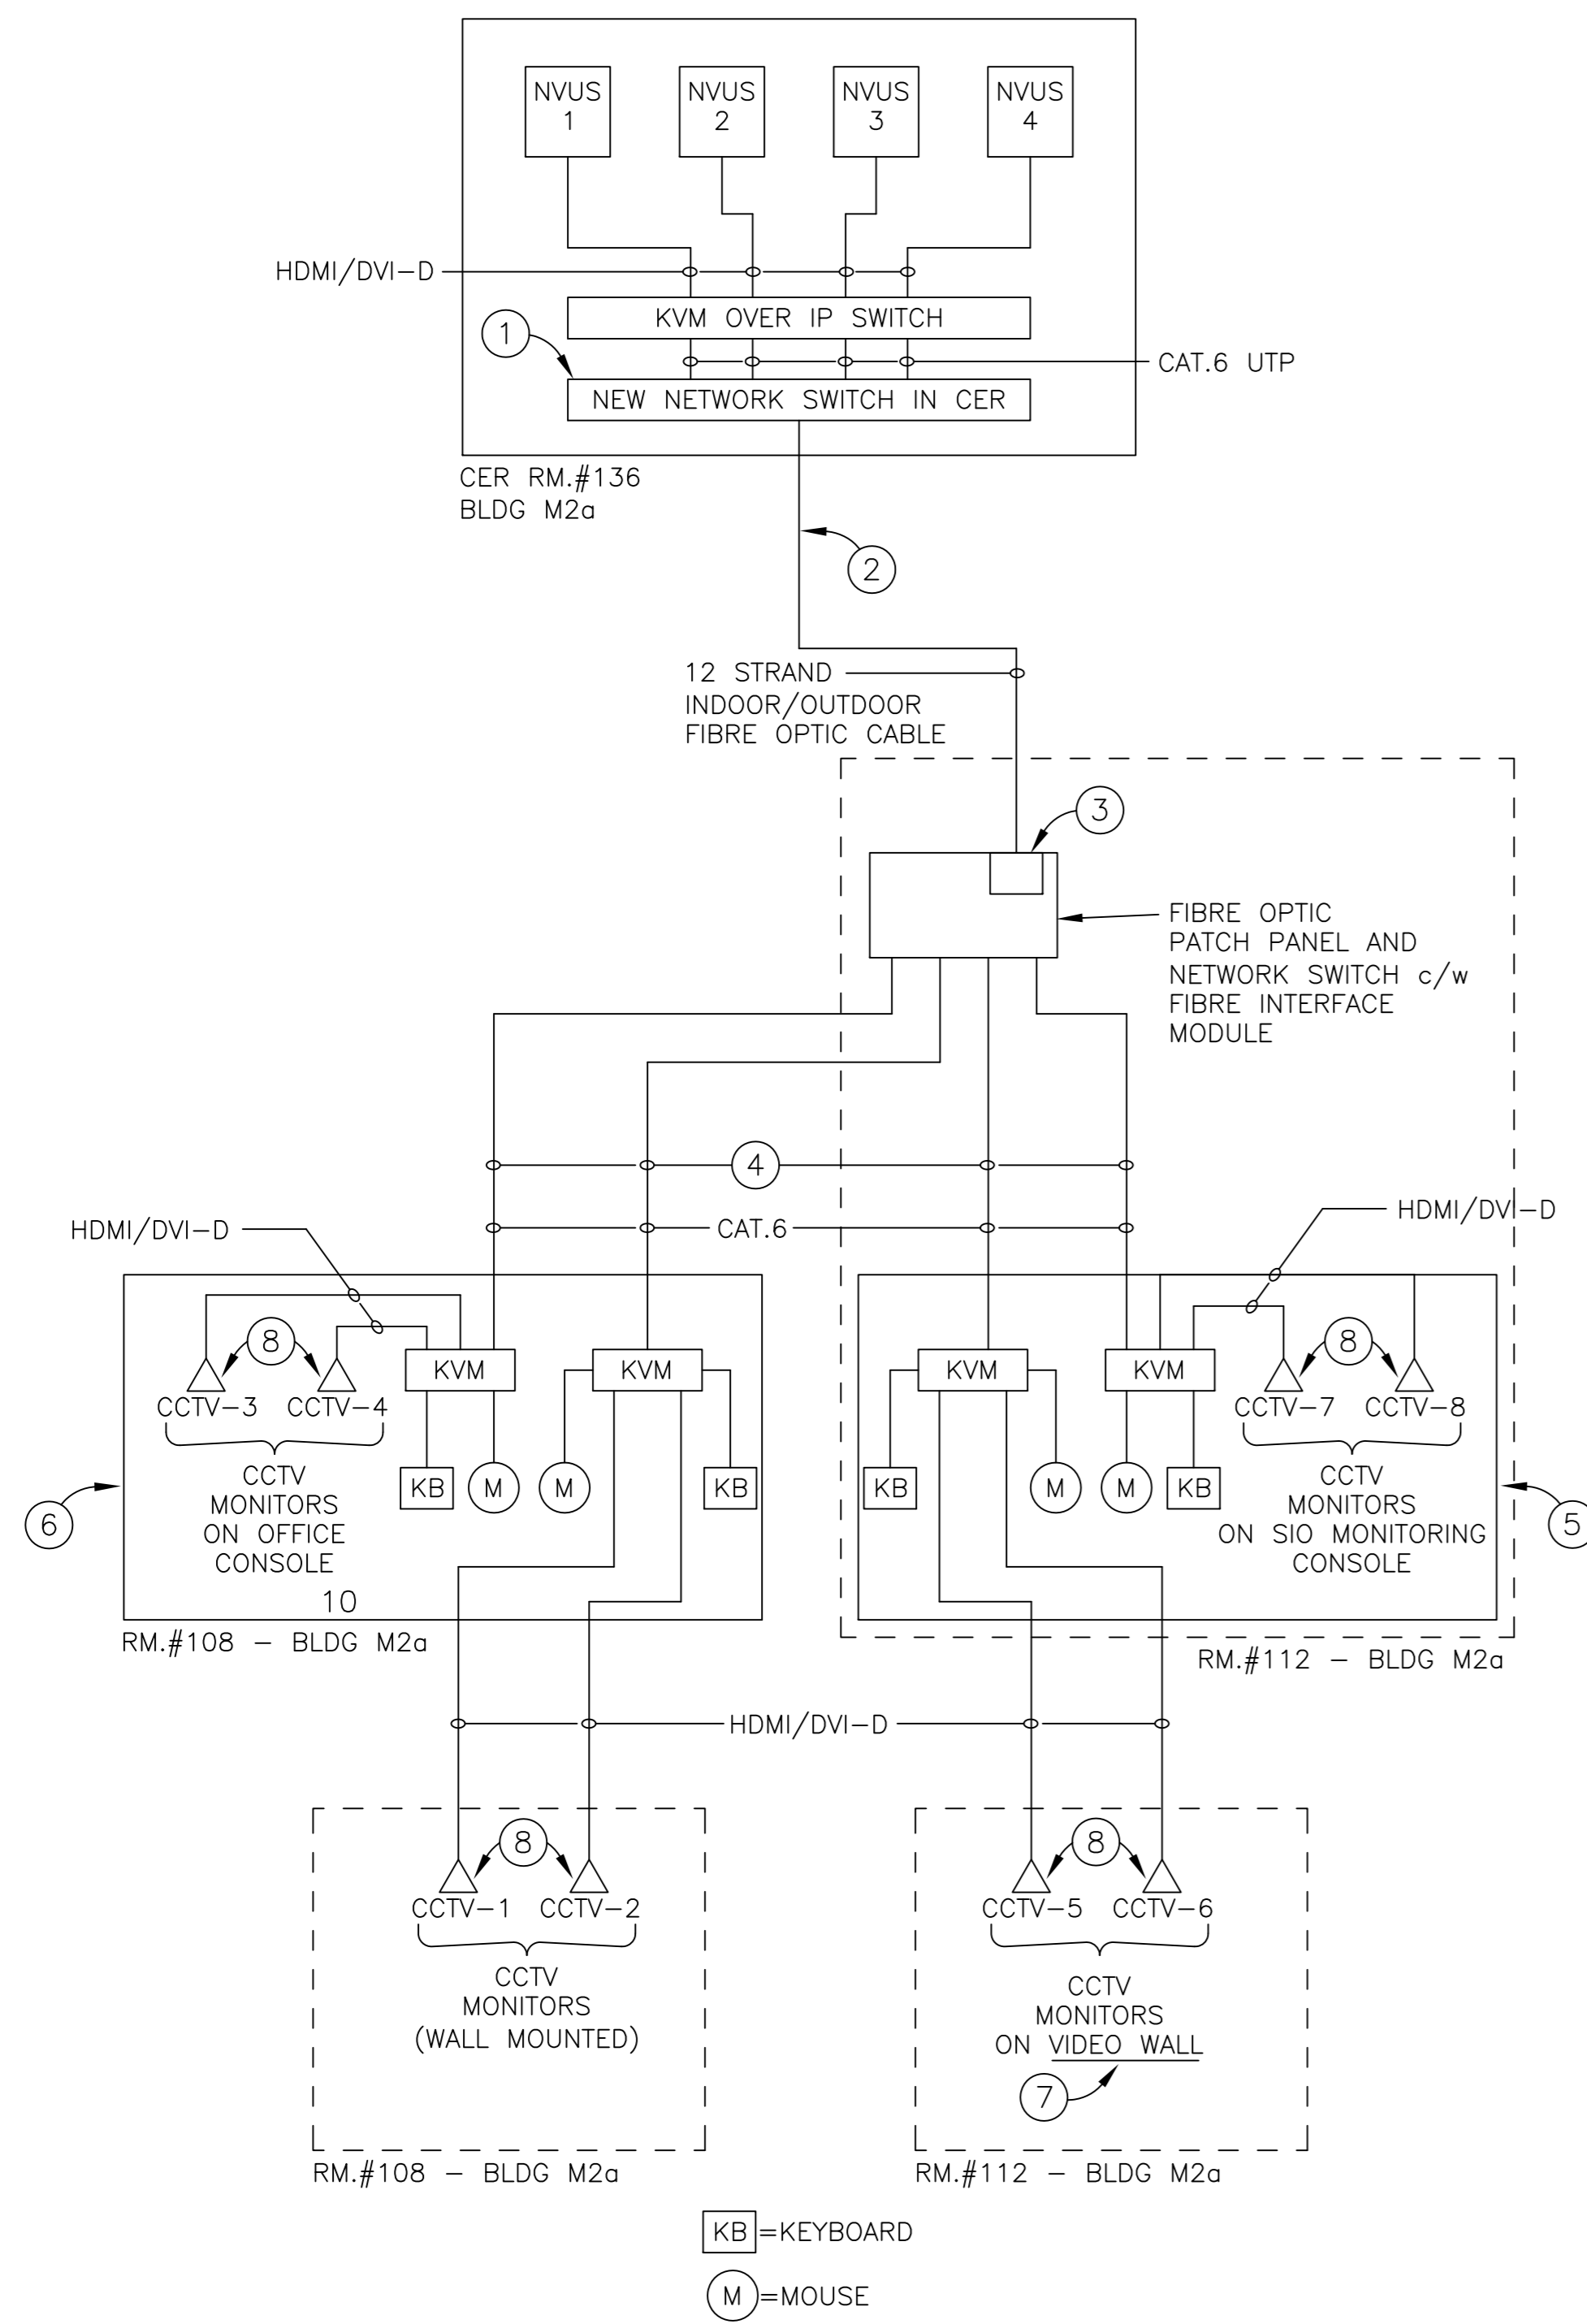 NVUS
1
NVUS
2
NVUS
3
NVUS
4
HDMI/DVI-D
KVM OVER IP SWITCH
1
CAT.6 UTP
NEW NETWORK SWITCH IN CER
CER RM.#136
BLDG M2a
2
12 STRAND
INDOOR/OUTDOOR
FIBRE OPTIC CABLE
3
FIBRE OPTIC
PATCH PANEL AND
NETWORK SWITCH c/w
FIBRE INTERFACE
MODULE
4
CAT.6
HDMI/DVI-D
HDMI/DVI-D
8
KVM
KVM
KVM
KVM
8
CCTV-3
CCTV-4
CCTV-7
CCTV-8
KB
M
M
KB
KB
M
M
KB
CCTV
MONITORS
ON OFFICE
CONSOLE
10
CCTV
MONITORS
ON SIO MONITORING
CONSOLE
6
5
RM.#108 - BLDG M2a
RM.#112 - BLDG M2a
HDMI/DVI-D
8
CCTV-1
CCTV-2
CCTV
MONITORS
(WALL MOUNTED)
8
CCTV-5
CCTV-6
CCTV
MONITORS
ON VIDEO WALL
7
RM.#108 - BLDG M2a
RM.#112 - BLDG M2a
KB =KEYBOARD
M =MOUSE